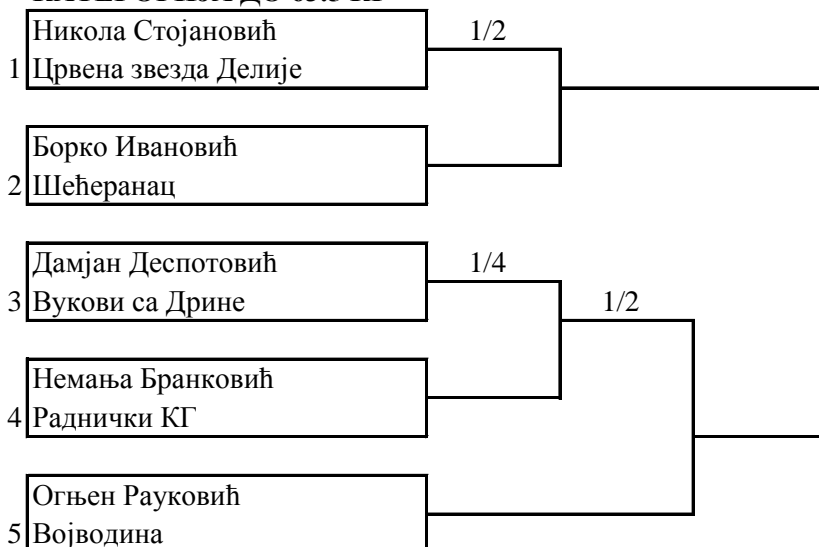 Никола Стојановић
1/2
1 Црвена звезда Делије
Борко Ивановић
2 Шећеранац
Дамјан Деспотовић
1/4
3 Вукови са Дрине
1/2
Немања Бранковић
4 Раднички КГ
Огњен Рауковић
5 Војводина